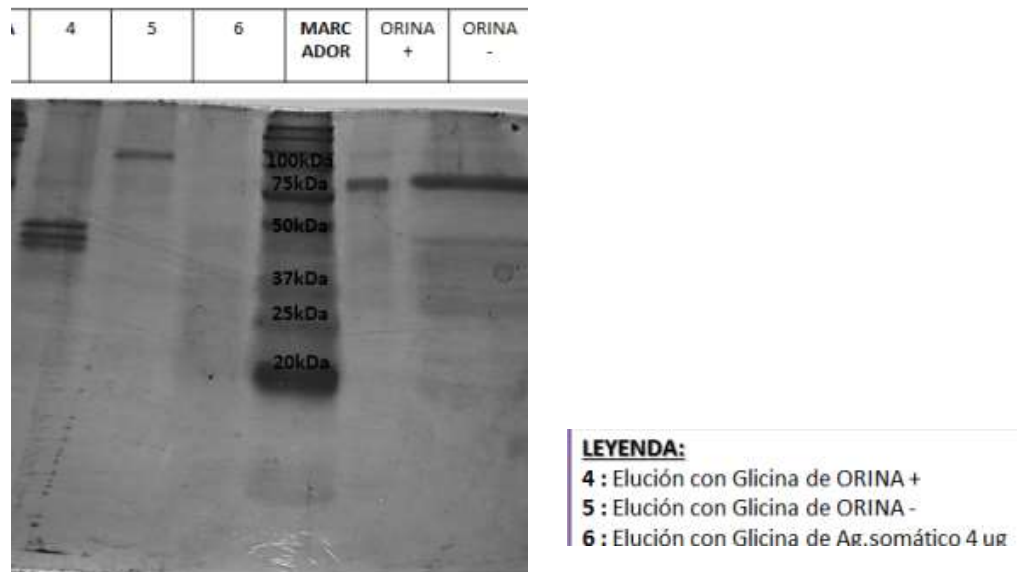 4 5 6 MARC ADOR ORINA + ORINA -
100kDa
75kDa
50kDa
37kDa
25kDa
20kDa
LEYENDA:
4 : Elución con Glicina de ORINA +
5 : Elución con Glicina de ORINA -
6 : Elución con Glicina de Ag.somático 4 ug